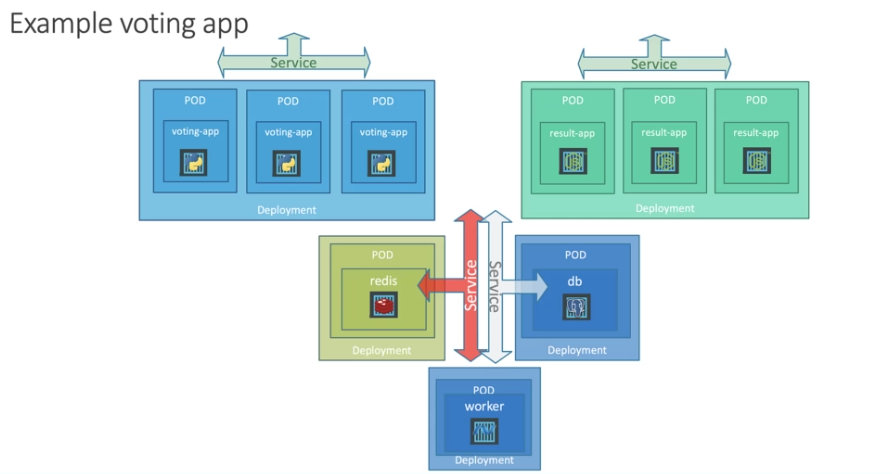 Example voting app
Service
Service
POD
POD
POD
voting-app
voting-app
voting-app
Deployment
POD
POD
POD
result-app
result-app
result-app
Deployment
POD
redis
Deployment
Service
Service
POD
db
Deployment
POD
worker
Deployment